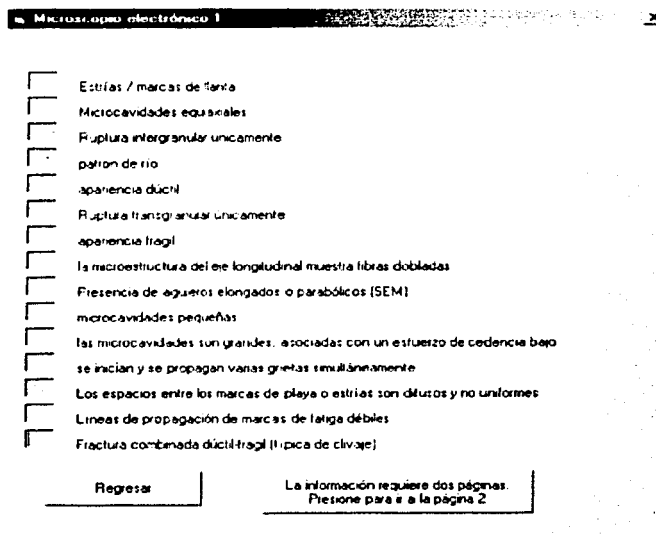 Microscopio electrónico 1
Estrías / marcas de llanta
Microcavidades equiaxiales
Ruptura intergranular unicamente
patron de río
apariencia dúctil
Ruptura transgranular unicamente
apariencia fragil
la microestructura del eje longitudinal muestra fibras dobladas
Presencia de agujeros elongados o parabólicos (SEM)
microcavidades pequeñas
las microcavidades son grandes, asociadas con un esfuerzo de cedencia bajo
se inician y se propagan varias grietas simultáneamente
Los espacios entre los marcas de playa o estrías son difusos y no uniformes
Lineas de propagación de marcas de fatiga débiles
Fractura combinada dúctil-fragil (tipica de clivaje)
Regresar
La información requiere dos páginas.
Presione para ir a la página 2